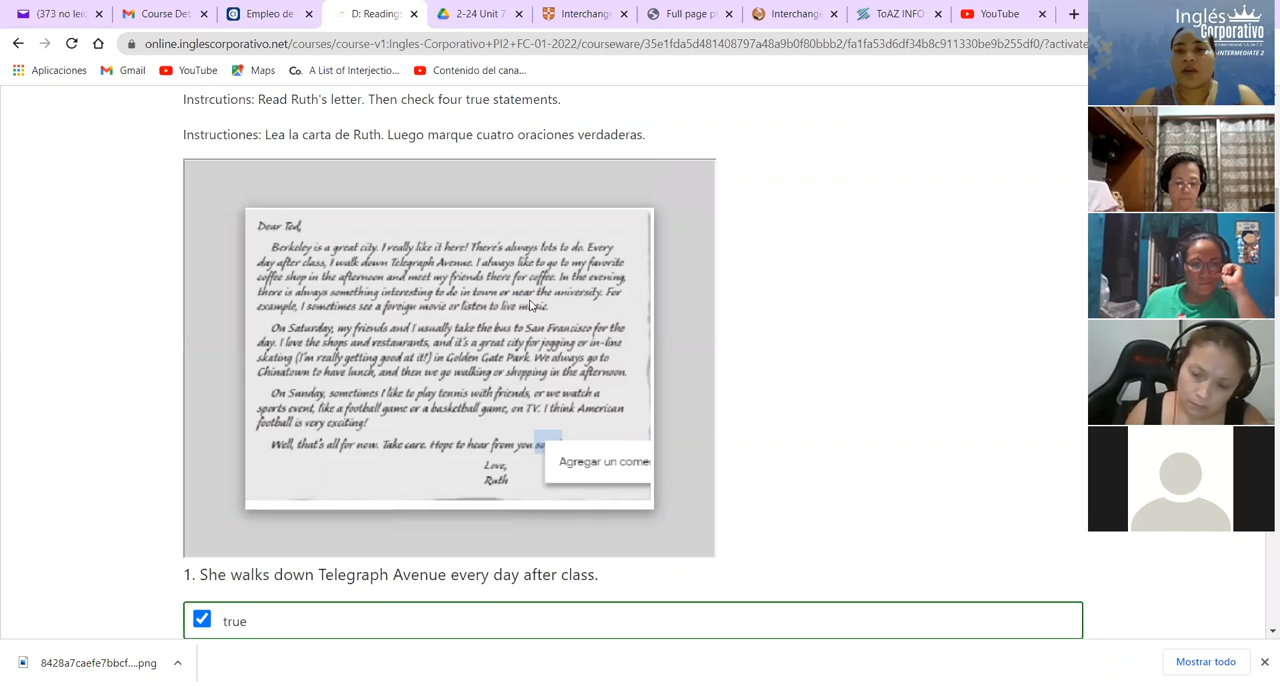 (373 no leíd
Course Det
Empleo de
D: Reading:
2-24 Unit 7
Interchange
Full page pl
Interchange
ToAZ INFO
YouTube
online.inglescorporativo.net/courses/course-v1:Ingles-Corporativo+PI2+FC-01-2022/courseware/35e1fda5d481408797a48a9b0f80bbb2/fa1fa53d6df34b8c911330be9b255df0/?activate
Aplicaciones
Gmail
YouTube
Maps
A List of Interjectio...
Contenido del cana...
Inglés
Corporativo
PRE-INTERMEDIATE 2
Instrcutions: Read Ruth's letter. Then check four true statements.
Instructiones: Lea la carta de Ruth. Luego marque cuatro oraciones verdaderas.
Dear Ted,
Berkeley is a great city. I really like it here! There's always lots to do. Every
day after class, I walk down Telegraph Avenue. I always like to go to my favorite
coffee shop in the afternoon and meet my friends there for coffee. In the evening,
there is always something interesting to do in town or near the university. For
example, I sometimes see a foreign movie or listen to live music.
On Saturday, my friends and I usually take the bus to San Francisco for the
day. I love the shops and restaurants, and it's a great city for jogging or in-line
skating (I'm really getting good at it!) in Golden Gate Park. We always go to
Chinatown to have lunch, and then we go walking or shopping in the afternoon.
On Sunday, sometimes I like to play tennis with friends, or we watch a
sports event, like a football game or a basketball game, on TV. I think American
football is very exciting!
Well, that's all for now. Take care. Hope to hear from you so
Agregar un come
Love,
Ruth
1. She walks down Telegraph Avenue every day after class.
true
8428a7caefe7bbcf....png
Mostrar todo